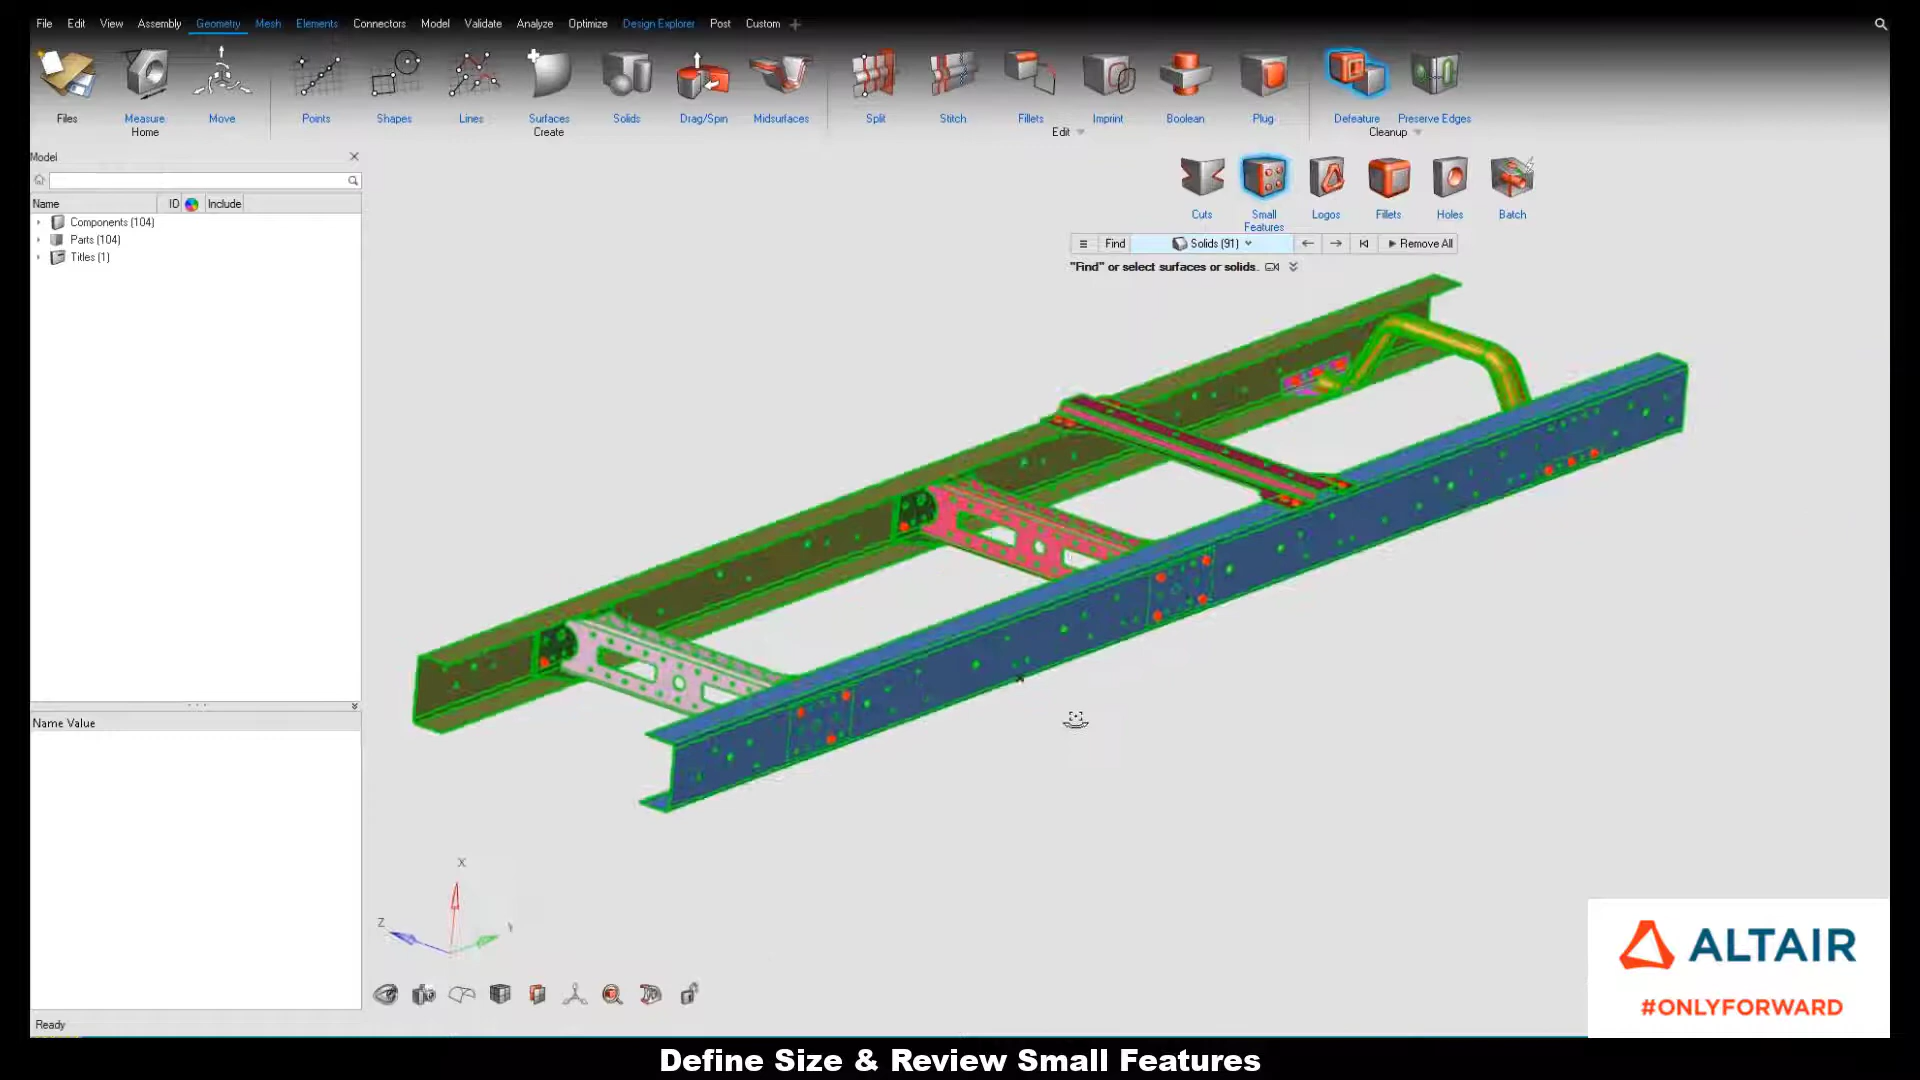 File Edit View Assembly Geometry Mesh Elements Connectors Model Validate Analyze Optimize Design Explorer Post Custom
Files Measure Move Points Shapes Lines Surfaces Solids Drag/Spin Midsurfaces Split Stitch Fillets Imprint Boolean Plug Defeature Preserve Edges
Home Create Edit Cleanup
Model
Name ID Include
Components (104)
Parts (104)
Titles (1)
Cuts Small Features Logos Fillets Holes Batch
Find Solids (91) Remove All
"Find" or select surfaces or solids.
Name Value
X
Z
Y
Ready
ALTAIR
#ONLYFORWARD
Define Size & Review Small Features